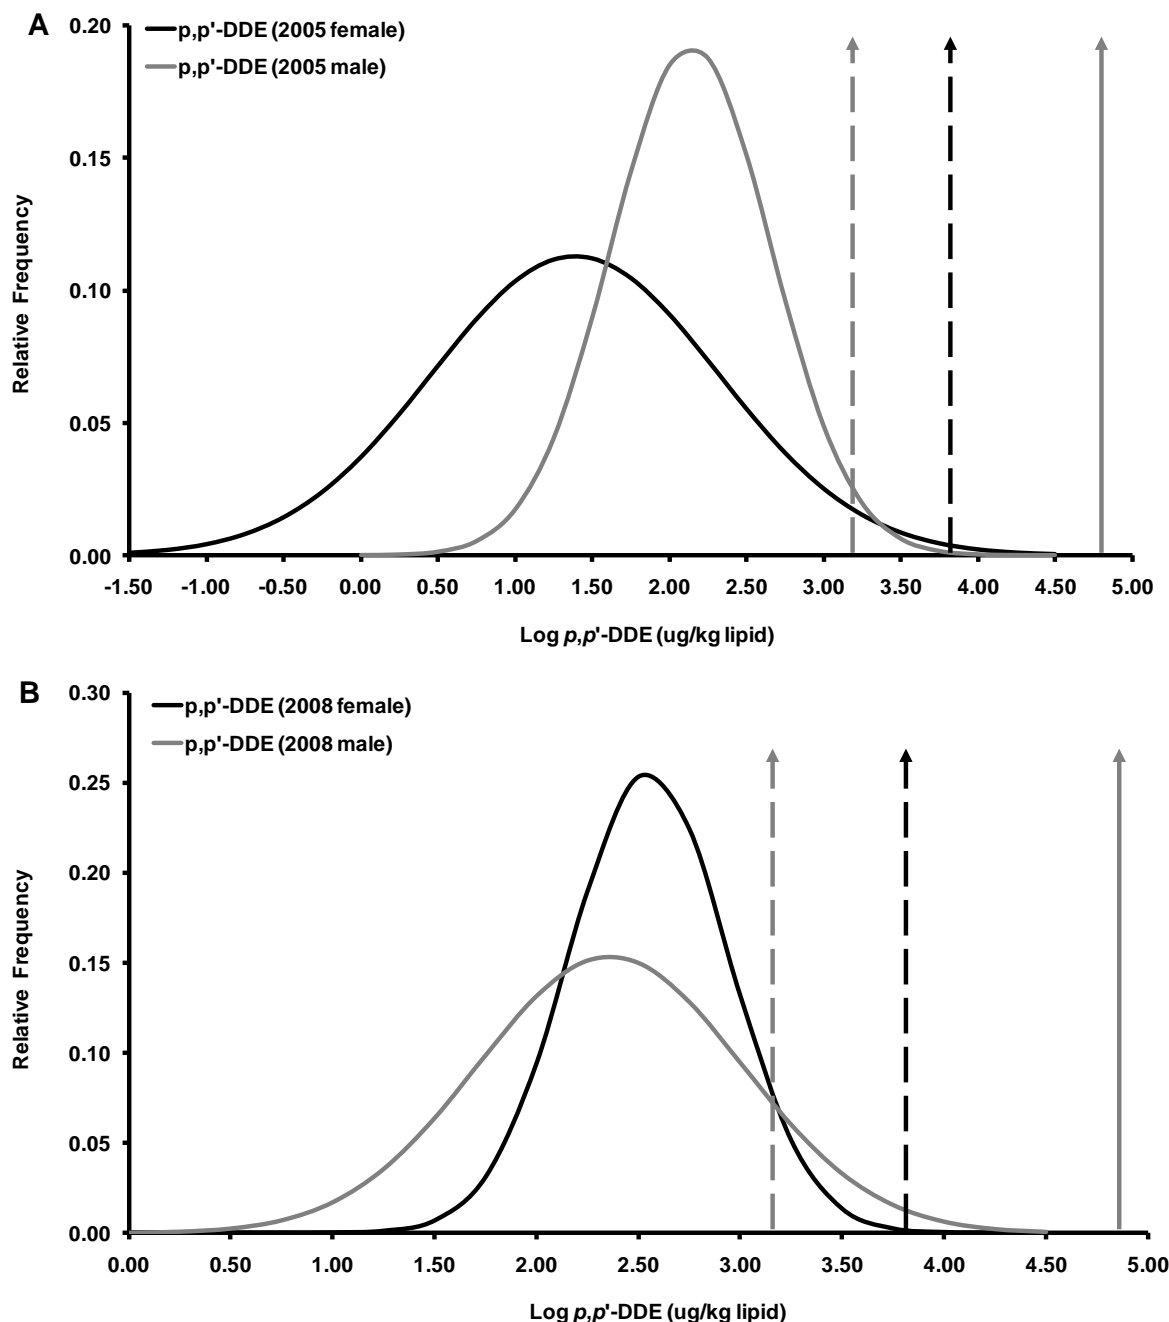 A
p,p'-DDE (2005 female)
p,p'-DDE (2005 male)
0.20
0.15
0.10
0.05
0.00
Relative Frequency
-1.50 -1.00 -0.50 0.00 0.50 1.00 1.50 2.00 2.50 3.00 3.50 4.00 4.50 5.00
Log p,p'-DDE (ug/kg lipid)
B
p,p'-DDE (2008 female)
p,p'-DDE (2008 male)
0.30
0.25
0.20
0.15
0.10
0.05
0.00
Relative Frequency
0.00 0.50 1.00 1.50 2.00 2.50 3.00 3.50 4.00 4.50 5.00
Log p,p'-DDE (ug/kg lipid)